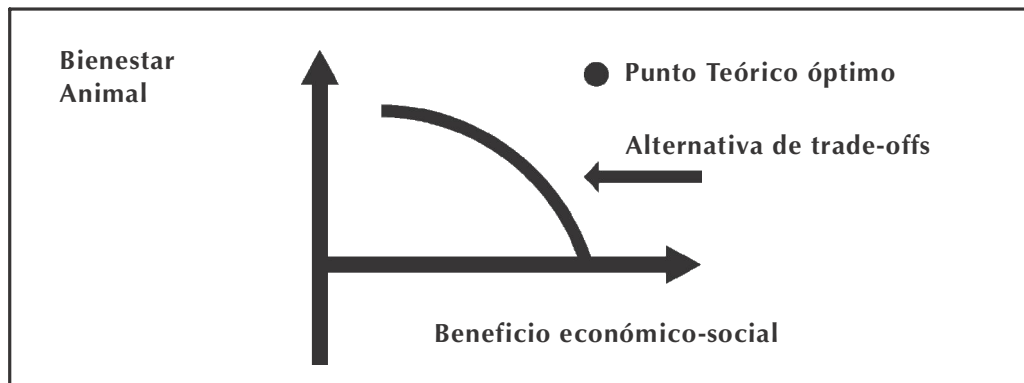 Bienestar
Animal
Punto Teórico óptimo
Alternativa de trade-offs
Beneficio económico-social